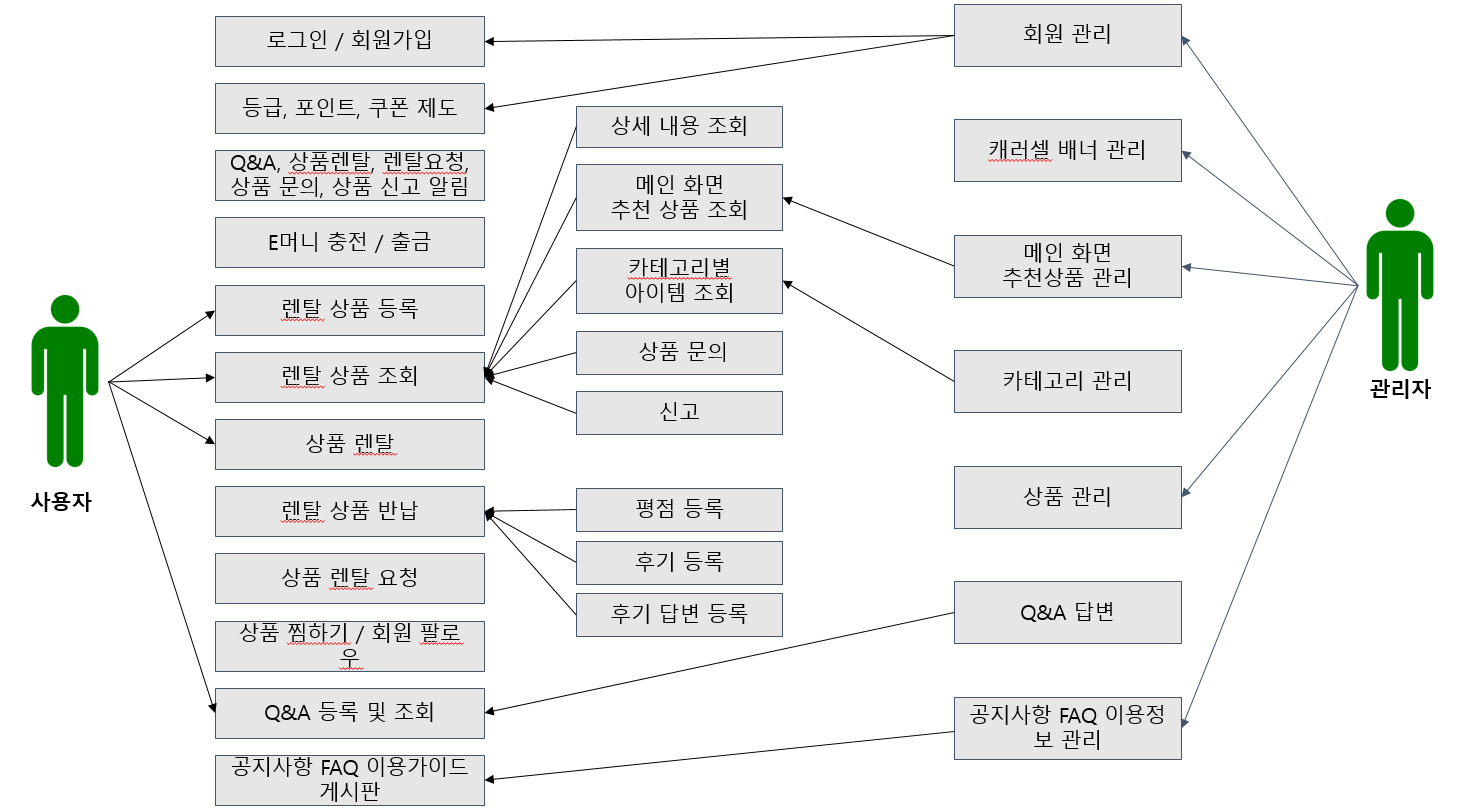 로그인 / 회원가입
등급, 포인트, 쿠폰 제도
Q&A, 상품렌탈, 렌탈요청,
상품 문의, 상품 신고 알림
E머니 충전 / 출금
렌탈 상품 등록
렌탈 상품 조회
상품 렌탈
렌탈 상품 반납
상품 렌탈 요청
상품 찜하기 / 회원 팔로
우
Q&A 등록 및 조회
공지사항 FAQ 이용가이드
게시판
사용자
상세 내용 조회
메인 화면
추천 상품 조회
카테고리별
아이템 조회
상품 문의
신고
평점 등록
후기 등록
후기 답변 등록
회원 관리
캐러셀 배너 관리
메인 화면
추천상품 관리
카테고리 관리
상품 관리
Q&A 답변
공지사항 FAQ 이용정
보 관리
관리자